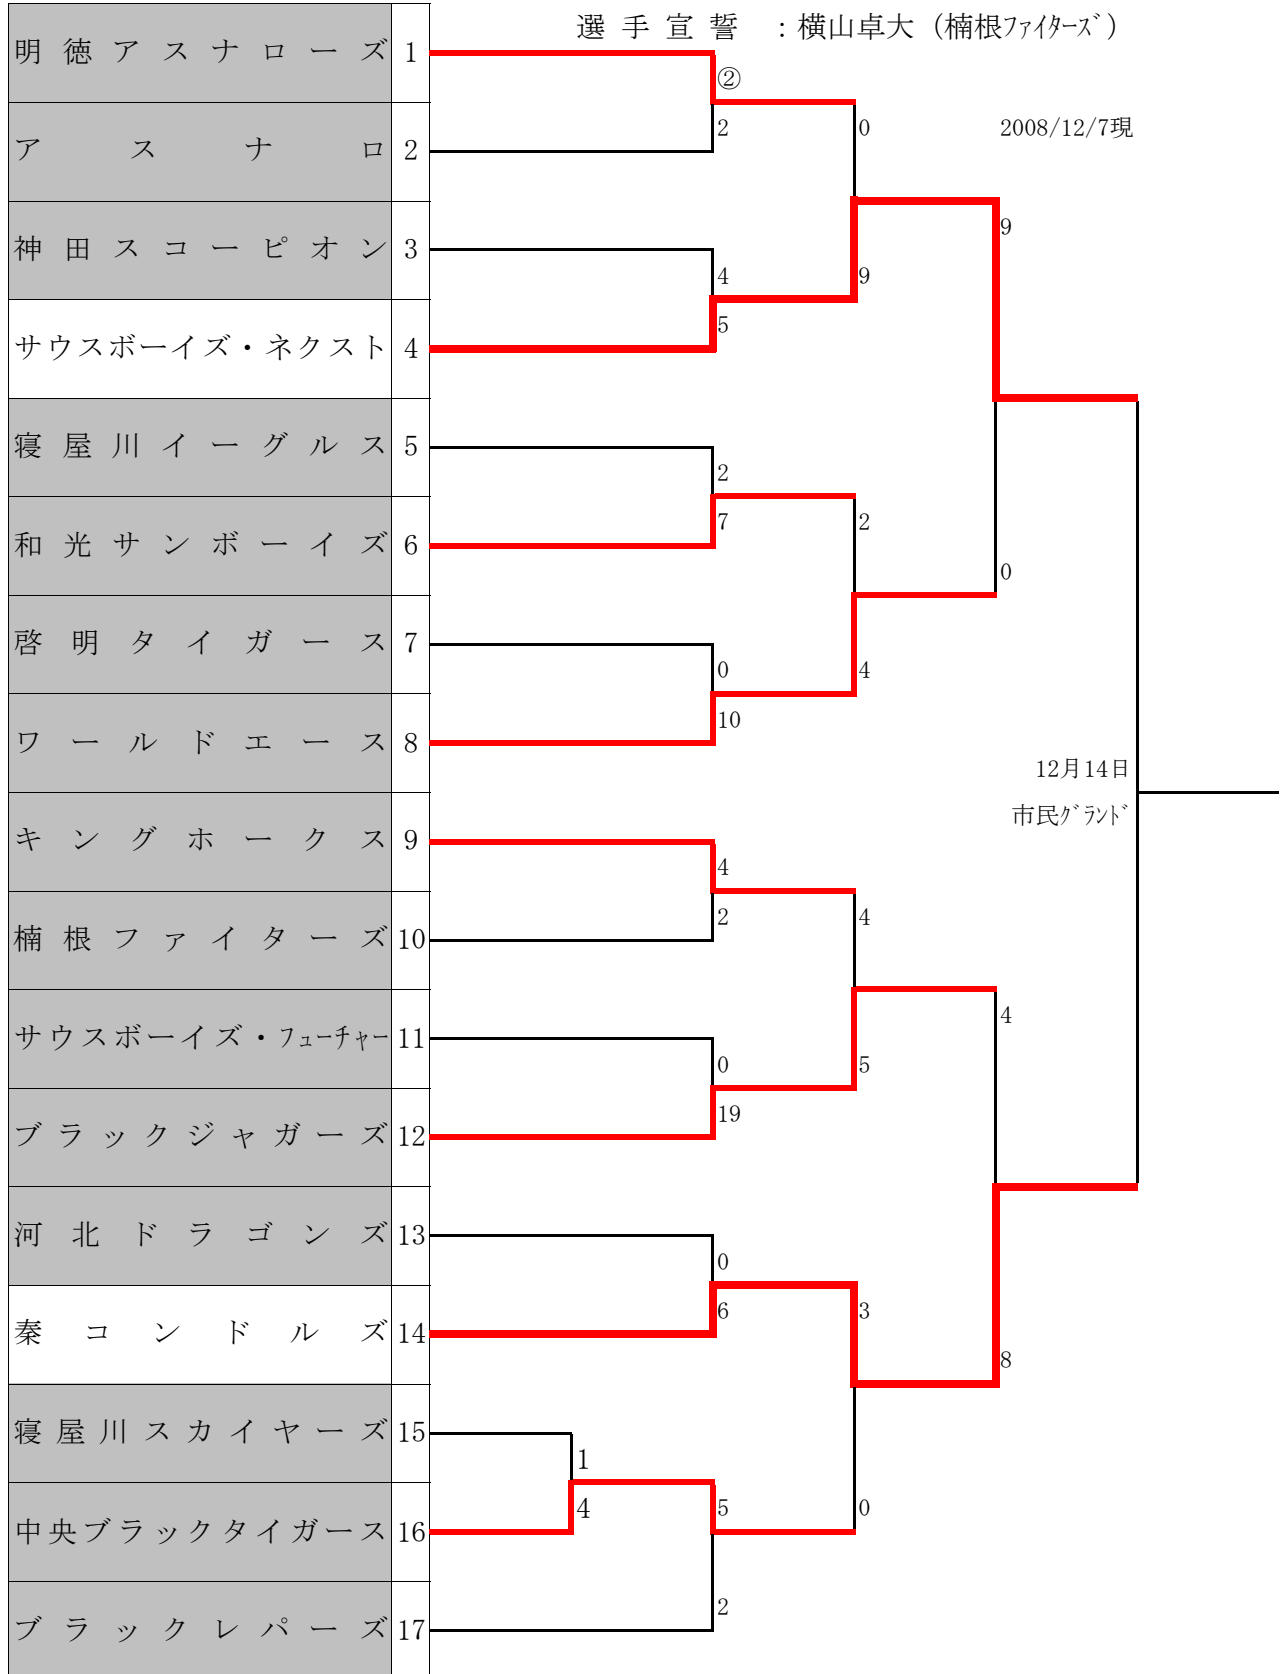 選手宣誓 : 横山卓大 (楠根ﾌｧｲﾀｰｽﾞ)
2008/12/7現
明徳アスナローズ 1
②
アスナロ 2
2
0
神田スコーピオン 3
4
9
9
サウスボーイズ・ネクスト 4
5
寝屋川イーグルス 5
2
和光サンボーイズ 6
7
2
0
啓明タイガース 7
0
4
ワールドエース 8
10
12月14日
市民ｸﾞﾗﾝﾄﾞ
キングホークス 9
4
楠根ファイターズ 10
2
4
サウスボーイズ・ﾌｭｰﾁｬｰ 11
0
5
4
ブラックジャガーズ 12
19
河北ドラゴンズ 13
0
秦コンドルズ 14
6
3
8
寝屋川スカイヤーズ 15
1
中央ブラックタイガース 16
4
5
0
ブラックレパーズ 17
2